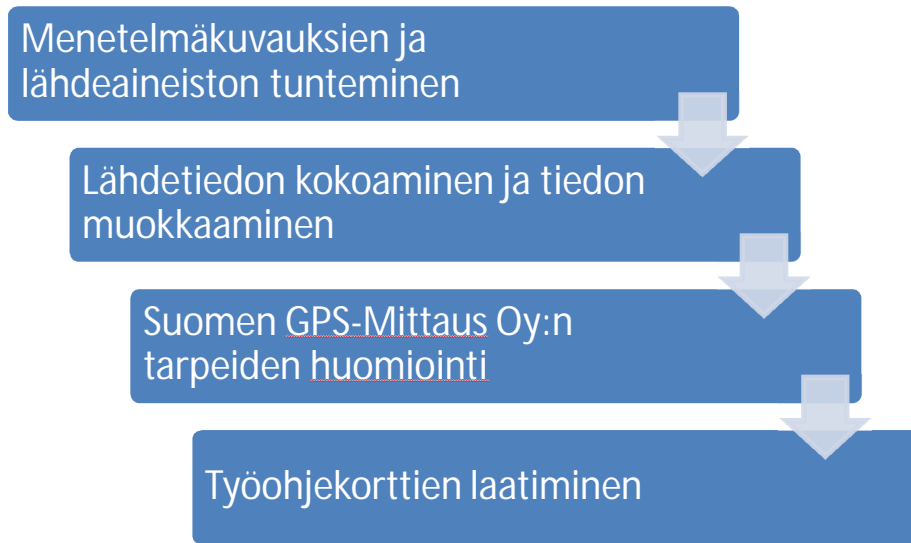 Menetelmäkuvauksien ja
lähdeaineiston tunteminen
Lähdetiedon kokoaminen ja tiedon
muokkaaminen
Suomen GPS-Mittaus Oy:n
tarpeiden huomiointi
Työohjekorttien laatiminen